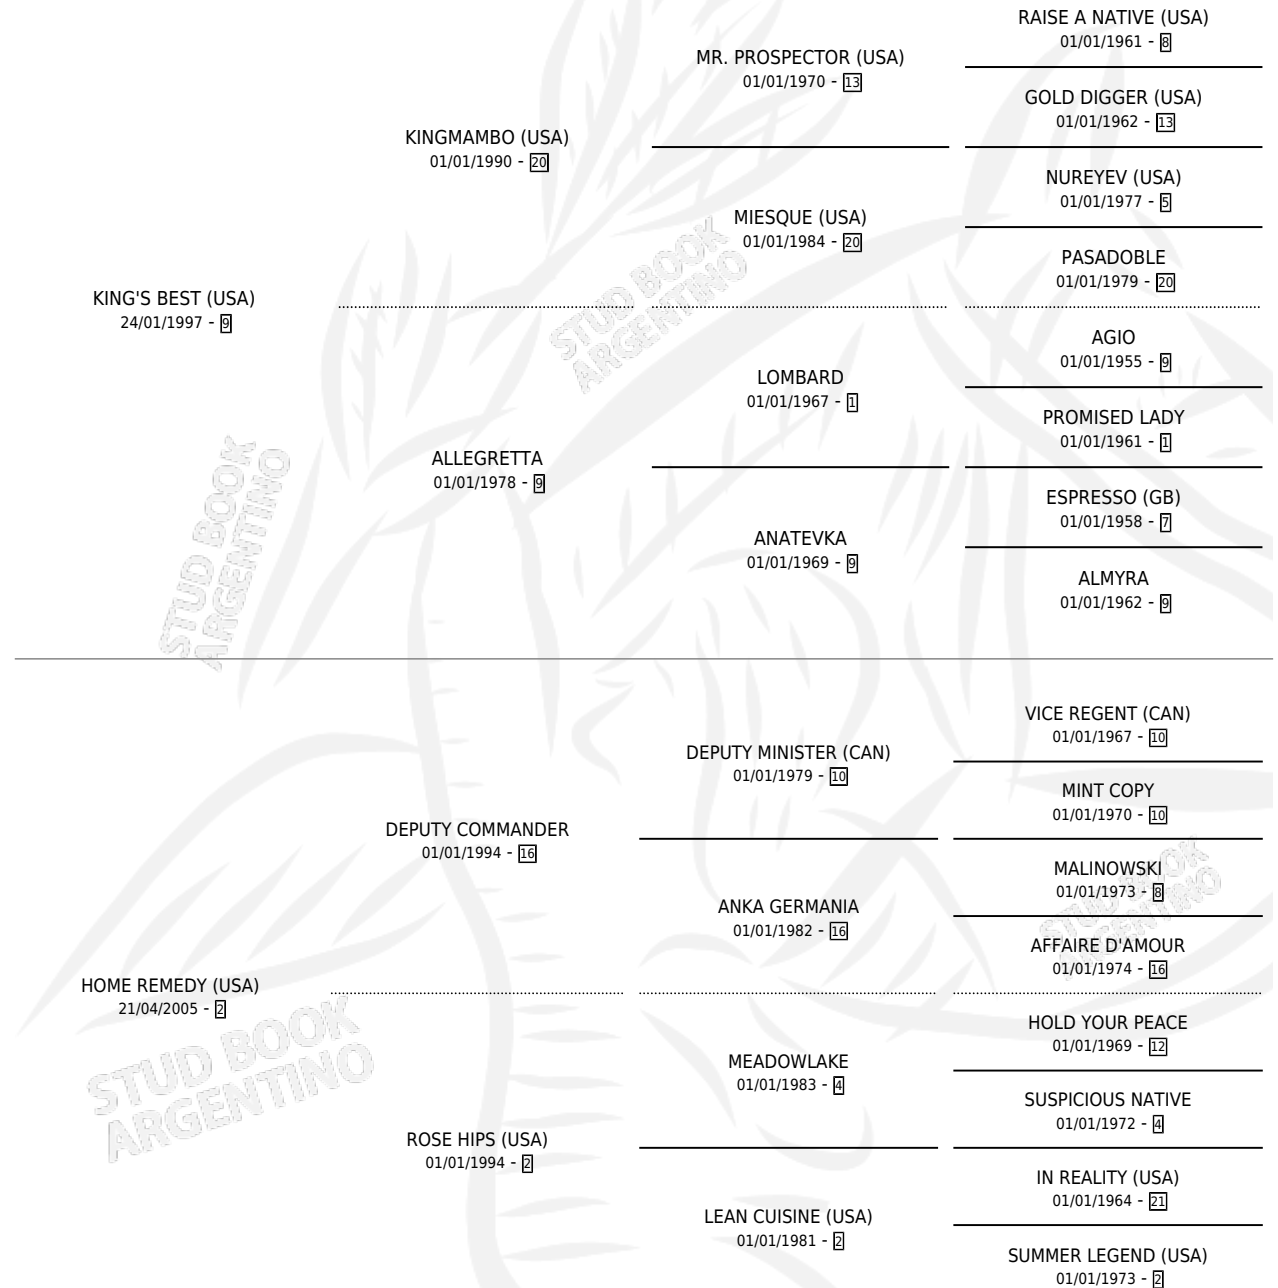 RAISE A NATIVE (USA)
01/01/1961 - 8
MR. PROSPECTOR (USA)
01/01/1970 - 13
GOLD DIGGER (USA)
01/01/1962 - 13
KINGMAMBO (USA)
01/01/1990 - 20
NUREYEV (USA)
01/01/1977 - 5
MIESQUE (USA)
01/01/1984 - 20
PASADOBLE
01/01/1979 - 20
KING'S BEST (USA)
24/01/1997 - 9
AGIO
01/01/1955 - 9
LOMBARD
01/01/1967 - 1
PROMISED LADY
01/01/1961 - 1
ALLEGRETTA
01/01/1978 - 9
ESPRESSO (GB)
01/01/1958 - 7
ANATEVKA
01/01/1969 - 9
ALMYRA
01/01/1962 - 9
VICE REGENT (CAN)
01/01/1967 - 10
DEPUTY MINISTER (CAN)
01/01/1979 - 10
MINT COPY
01/01/1970 - 10
DEPUTY COMMANDER
01/01/1994 - 16
MALINOWSKI
01/01/1973 - 8
ANKA GERMANIA
01/01/1982 - 16
AFFAIRE D'AMOUR
01/01/1974 - 16
HOME REMEDY (USA)
21/04/2005 - 2
HOLD YOUR PEACE
01/01/1969 - 12
MEADOWLAKE
01/01/1983 - 4
SUSPICIOUS NATIVE
01/01/1972 - 4
ROSE HIPS (USA)
01/01/1994 - 2
IN REALITY (USA)
01/01/1964 - 21
LEAN CUISINE (USA)
01/01/1981 - 2
SUMMER LEGEND (USA)
01/01/1973 - 2
STUD BOOK
ARGENTINO
STUD BOOK
ARGENTINO
STUD BOOK
ARGENTINO
STUD BOOK
ARGENTINO